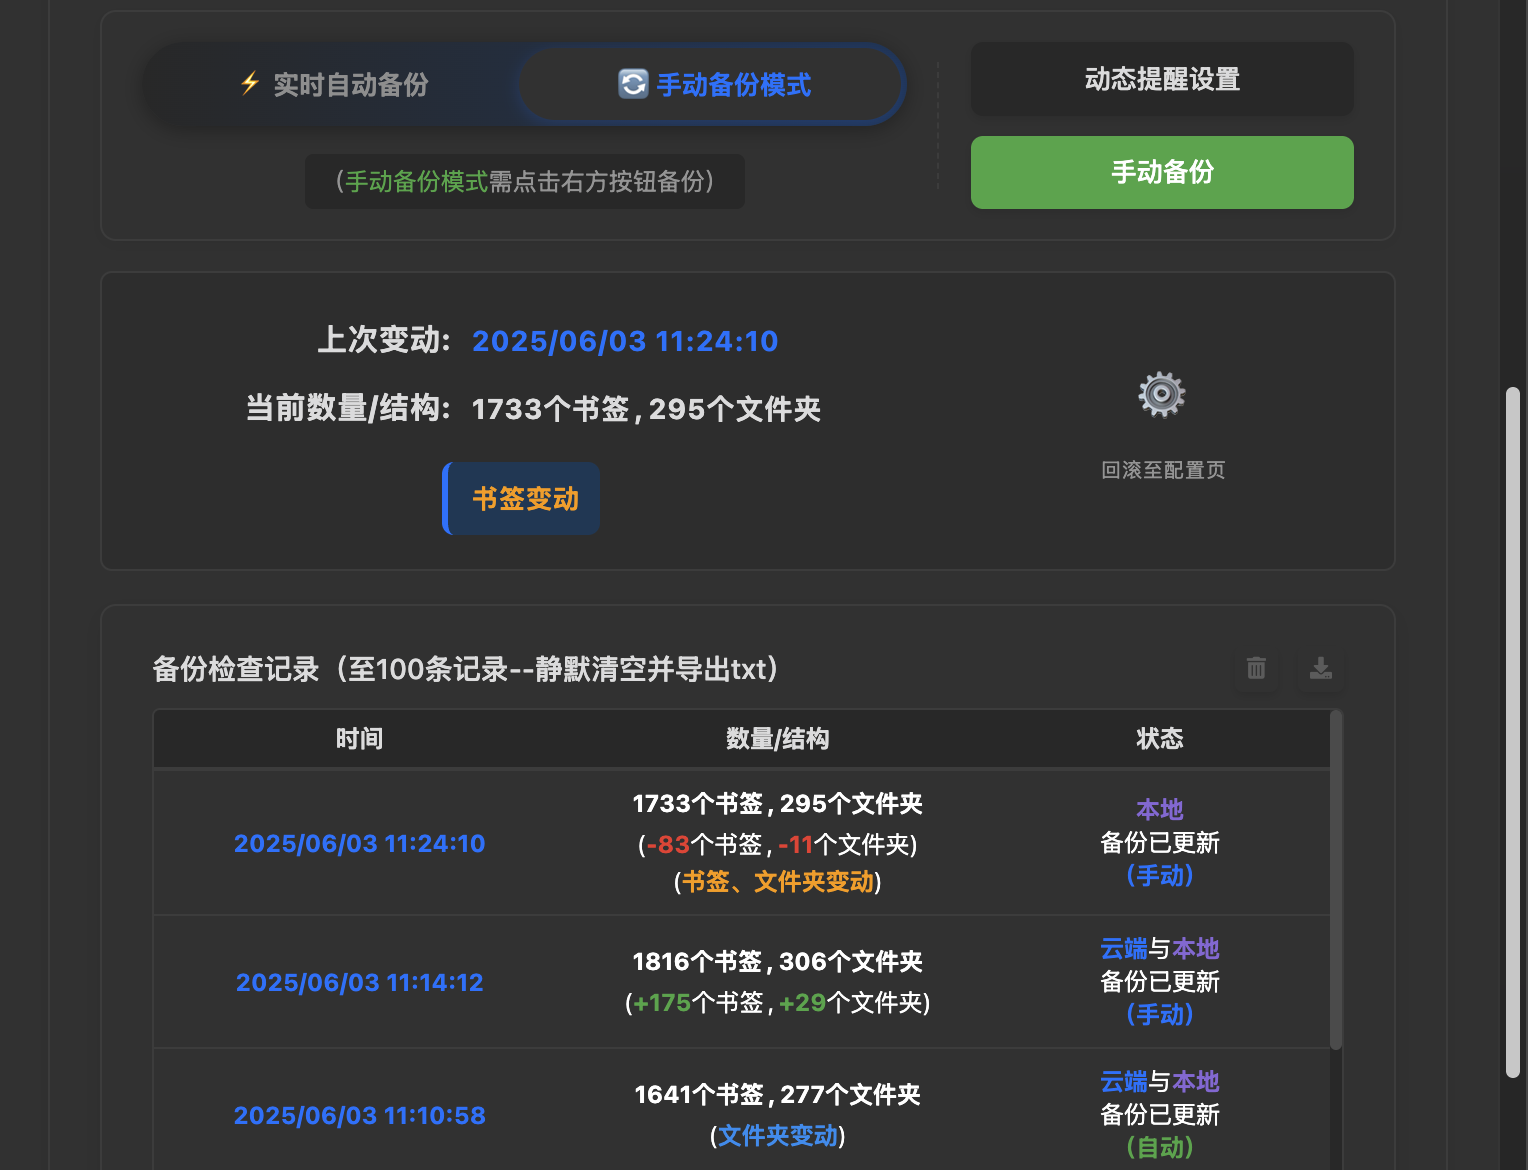 ⚡ 实时自动备份
🔄 手动备份模式
(手动备份模式需点击右方按钮备份)
动态提醒设置
手动备份
上次变动: 2025/06/03 11:24:10
当前数量/结构: 1733个书签,295个文件夹
书签变动
回滚至配置页
备份检查记录（至100条记录--静默清空并导出txt）
时间 数量/结构 状态
2025/06/03 11:24:10
1733个书签,295个文件夹
(-83个书签,-11个文件夹)
(书签、文件夹变动)
本地
备份已更新
(手动)
2025/06/03 11:14:12
1816个书签,306个文件夹
(+175个书签,+29个文件夹)
云端与本地
备份已更新
(手动)
2025/06/03 11:10:58
1641个书签,277个文件夹
(文件夹变动)
云端与本地
备份已更新
(自动)